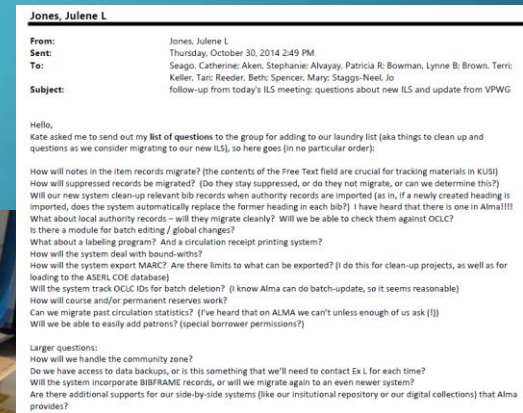 Jones, Julene L
From: Jones, Julene L
Sent: Thursday, October 30, 2014 2:49 PM
To: Seago, Catherine; Aken, Stephanie; Alvayay, Patricia R; Bowman, Lynne B; Brown, Terri;
Keller, Tari; Reeder, Beth; Spencer, Mary; Staggs-Neel, Jo
Subject: follow-up from today's ILS meeting: questions about new ILS and update from VPWG
Hello,
Kate asked me to send out my list of questions to the group for adding to our laundry list (aka things to clean up and
questions as we consider migrating to our new ILS), so here goes (in no particular order):
How will notes in the item records migrate? (the contents of the Free Text field are crucial for tracking materials in KUSI)
How will suppressed records be migrated? (Do they stay suppressed, or do they not migrate, or can we determine this?)
Will our new system clean-up relevant bib records when authority records are imported (as in, if a newly created heading is
imported, does the system automatically replace the former heading in each bib?) I have heard that there is one in Alma!!!!
What about local authority records – will they migrate cleanly? Will we be able to check them against OCLC?
Is there a module for batch editing / global changes?
What about a labeling program? And a circulation receipt printing system?
How will the system deal with bound-withs?
How will the system export MARC? Are there limits to what can be exported? (I do this for clean-up projects, as well as for
loading to the ASERL COE database)
Will the system track OCLC IDs for batch deletion? (I know Alma can do batch-update, so it seems reasonable)
How will course and/or permanent reserves work?
Can we migrate past circulation statistics? (I've heard that on ALMA we can't unless enough of us ask (!))
Will we be able to easily add patrons? (special borrower permissions?)
Larger questions:
How will we handle the community zone?
Do we have access to data backups, or is this something that we'll need to contact Ex L for each time?
Will the system incorporate BIBFRAME records, or will we migrate again to an even newer system?
Are there additional supports for our side-by-side systems (like our insitutional repository or our digital collections) that Alma
provides?